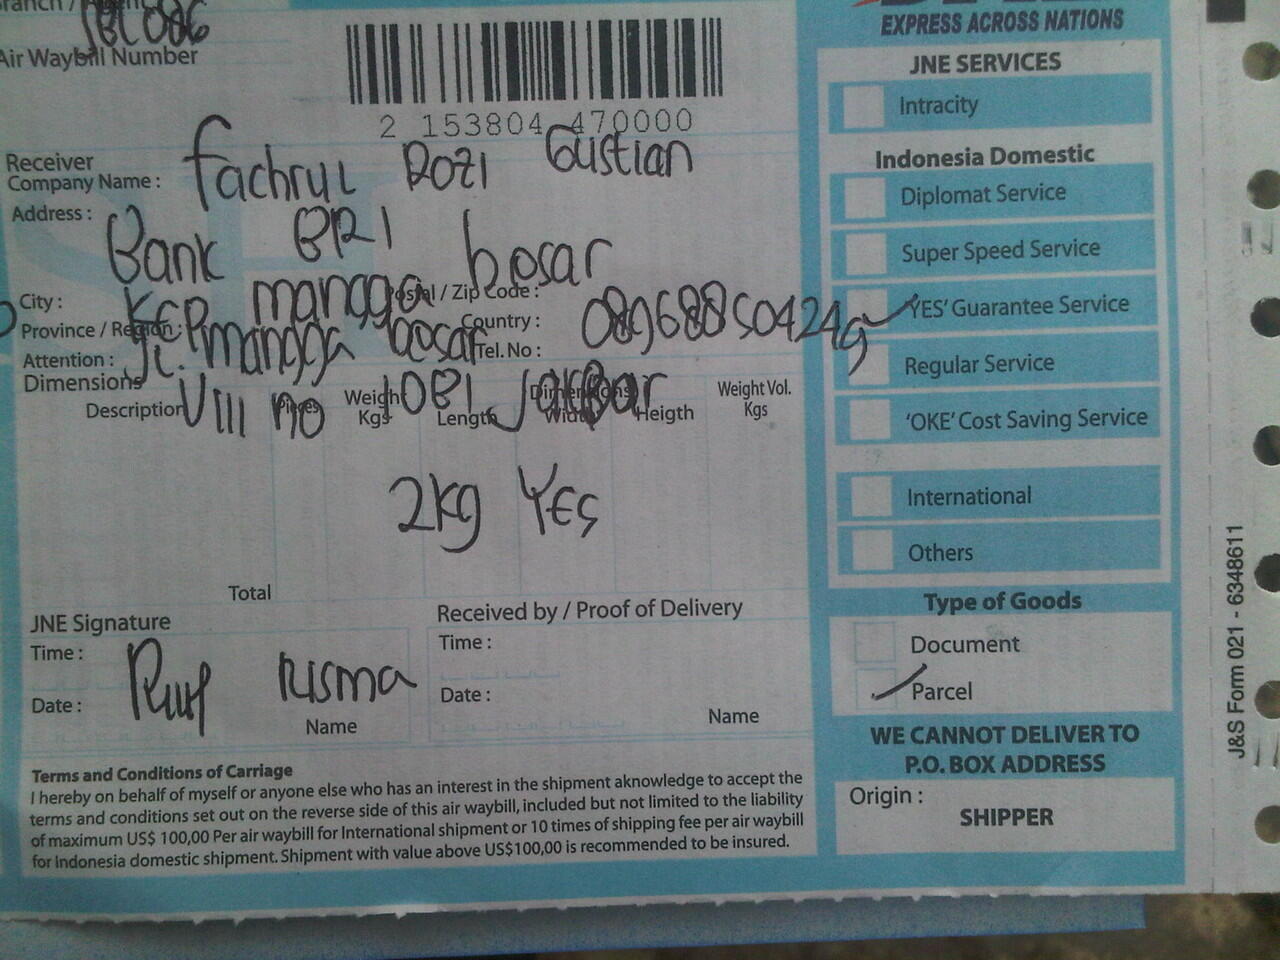 EXPRESS ACROSS NATIONS
Air Waybill Number
2 153804 470000
Receiver
Company Name : Fachrul Rozi Gustian
Address : Bank BRI
KCP mangga besar
City :
Postal / Zip Code :
Province / Region :
Country :
Attention : Jl. mangga besar
Tel. No : 089688504249
VIII no 10B1 Jakbar
Dimensions
Description Pieces Weight Kgs Length Dimensions Width Heigth Weight Vol. Kgs
2kg YES
Total
JNE Signature
Time :
Date :
risma
Name
Received by / Proof of Delivery
Time :
Date :
Name
Terms and Conditions of Carriage
I hereby on behalf of myself or anyone else who has an interest in the shipment aknowledge to accept the
terms and conditions set out on the reverse side of this air waybill, included but not limited to the liability
of maximum US$ 100,00 Per air waybill for International shipment or 10 times of shipping fee per air waybill
for Indonesia domestic shipment. Shipment with value above US$100,00 is recommended to be insured.
JNE SERVICES
Intracity
Indonesia Domestic
Diplomat Service
Super Speed Service
'YES' Guarantee Service
Regular Service
'OKE' Cost Saving Service
International
Others
Type of Goods
Document
Parcel
WE CANNOT DELIVER TO
P.O. BOX ADDRESS
Origin :
SHIPPER
J&S Form 021 - 6348611